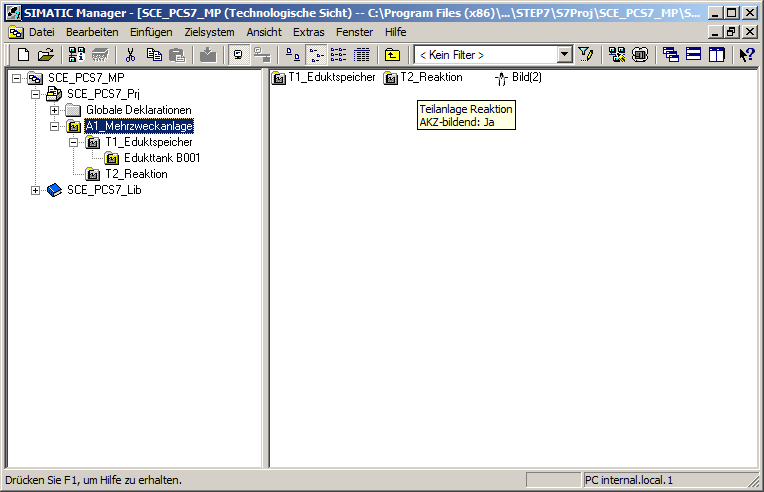 SIMATIC Manager - [SCE_PCS7_MP (Technologische Sicht) -- C:\Program Files (x86)\...\STEP7\S7Proj\SCE_PCS7_MP\S...
Datei Bearbeiten Einfügen Zielsystem Ansicht Extras Fenster Hilfe
< Kein Filter >
SCE_PCS7_MP
SCE_PCS7_Prj
Globale Deklarationen
A1_Mehrzweckanlage
T1_Eduktspeicher
Edukttank B001
T2_Reaktion
SCE_PCS7_Lib
T1_Eduktspeicher T2_Reaktion Bild(2)
Teilanlage Reaktion
AKZ-bildend: Ja
Drücken Sie F1, um Hilfe zu erhalten. PC internal.local.1